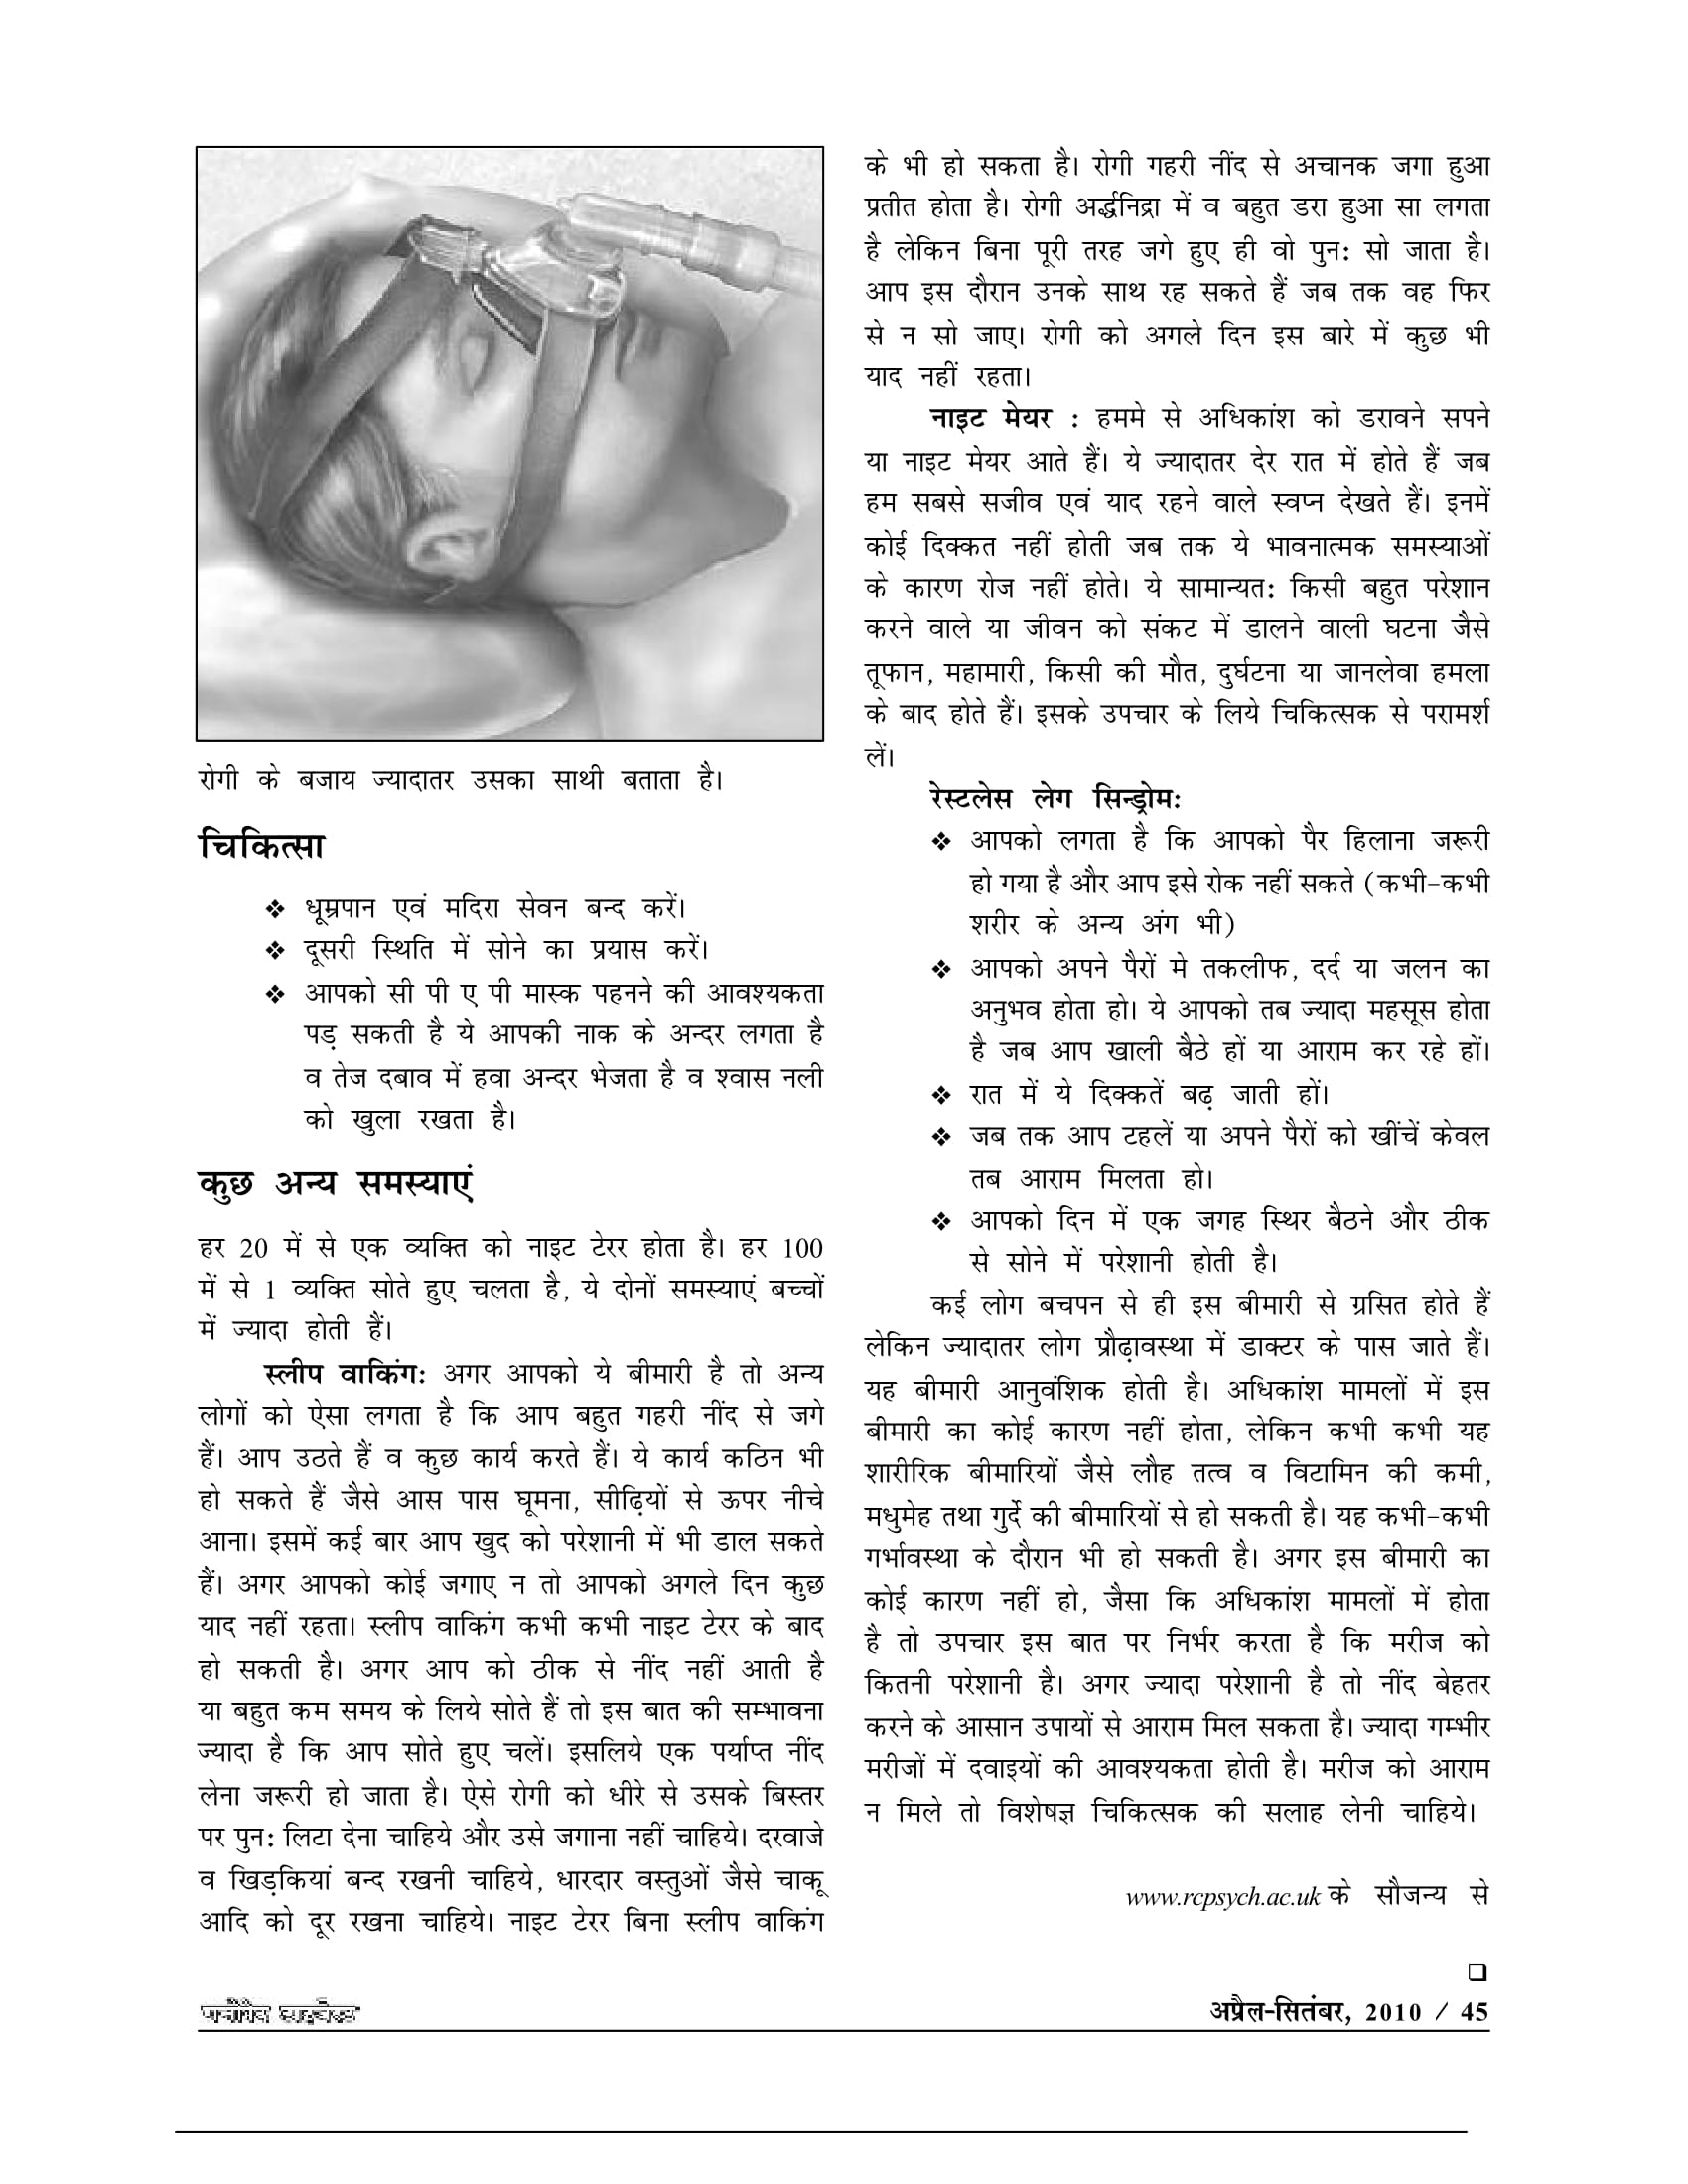 रोगी के बजाय ज्यादातर उसका साथी बताता है।
चिकित्सा
❖ धूम्रपान एवं मदिरा सेवन बन्द करें।
❖ दूसरी स्थिति में सोने का प्रयास करें।
❖ आपको सी पी ए पी मास्क पहनने की आवश्यकता
पड़ सकती है ये आपकी नाक के अन्दर लगता है
व तेज दबाव में हवा अन्दर भेजता है व श्वास नली
को खुला रखता है।
कुछ अन्य समस्याएं
हर 20 में से एक व्यक्ति को नाइट टेरर होता है। हर 100
में से 1 व्यक्ति सोते हुए चलता है, ये दोनों समस्याएं बच्चों
में ज्यादा होती हैं।
स्लीप वाकिंग: अगर आपको ये बीमारी है तो अन्य
लोगों को ऐसा लगता है कि आप बहुत गहरी नींद से जगे
हैं। आप उठते हैं व कुछ कार्य करते हैं। ये कार्य कठिन भी
हो सकते हैं जैसे आस पास घूमना, सीढ़ियों से ऊपर नीचे
आना। इसमें कई बार आप खुद को परेशानी में भी डाल सकते
हैं। अगर आपको कोई जगाए न तो आपको अगले दिन कुछ
याद नहीं रहता। स्लीप वाकिंग कभी कभी नाइट टेरर के बाद
हो सकती है। अगर आप को ठीक से नींद नहीं आती है
या बहुत कम समय के लिये सोते हैं तो इस बात की सम्भावना
ज्यादा है कि आप सोते हुए चलें। इसलिये एक पर्याप्त नींद
लेना जरूरी हो जाता है। ऐसे रोगी को धीरे से उसके बिस्तर
पर पुन: लिटा देना चाहिये और उसे जगाना नहीं चाहिये। दरवाजे
व खिड़कियां बन्द रखनी चाहिये, धारदार वस्तुओं जैसे चाकू
आदि को दूर रखना चाहिये। नाइट टेरर बिना स्लीप वाकिंग
के भी हो सकता है। रोगी गहरी नींद से अचानक जगा हुआ
प्रतीत होता है। रोगी अर्द्धनिद्रा में व बहुत डरा हुआ सा लगता
है लेकिन बिना पूरी तरह जगे हुए ही वो पुन: सो जाता है।
आप इस दौरान उनके साथ रह सकते हैं जब तक वह फिर
से न सो जाए। रोगी को अगले दिन इस बारे में कुछ भी
याद नहीं रहता।
नाइट मेयर : हममे से अधिकांश को डरावने सपने
या नाइट मेयर आते हैं। ये ज्यादातर देर रात में होते हैं जब
हम सबसे सजीव एवं याद रहने वाले स्वप्न देखते हैं। इनमें
कोई दिक्कत नहीं होती जब तक ये भावनात्मक समस्याओं
के कारण रोज नहीं होते। ये सामान्यत: किसी बहुत परेशान
करने वाले या जीवन को संकट में डालने वाली घटना जैसे
तूफान, महामारी, किसी की मौत, दुर्घटना या जानलेवा हमला
के बाद होते हैं। इसके उपचार के लिये चिकित्सक से परामर्श
लें।
रेस्टलेस लेग सिन्ड्रोम:
❖ आपको लगता है कि आपको पैर हिलाना जरूरी
हो गया है और आप इसे रोक नहीं सकते (कभी-कभी
शरीर के अन्य अंग भी)
❖ आपको अपने पैरों मे तकलीफ, दर्द या जलन का
अनुभव होता हो। ये आपको तब ज्यादा महसूस होता
है जब आप खाली बैठे हों या आराम कर रहे हों।
❖ रात में ये दिक्कतें बढ़ जाती हों।
❖ जब तक आप टहलें या अपने पैरों को खींचें केवल
तब आराम मिलता हो।
❖ आपको दिन में एक जगह स्थिर बैठने और ठीक
से सोने में परेशानी होती है।
कई लोग बचपन से ही इस बीमारी से ग्रसित होते हैं
लेकिन ज्यादातर लोग प्रौढ़ावस्था में डाक्टर के पास जाते हैं।
यह बीमारी आनुवंशिक होती है। अधिकांश मामलों में इस
बीमारी का कोई कारण नहीं होता, लेकिन कभी कभी यह
शारीरिक बीमारियों जैसे लौह तत्व व विटामिन की कमी,
मधुमेह तथा गुर्दे की बीमारियों से हो सकती है। यह कभी-कभी
गर्भावस्था के दौरान भी हो सकती है। अगर इस बीमारी का
कोई कारण नहीं हो, जैसा कि अधिकांश मामलों में होता
है तो उपचार इस बात पर निर्भर करता है कि मरीज को
कितनी परेशानी है। अगर ज्यादा परेशानी है तो नींद बेहतर
करने के आसान उपायों से आराम मिल सकता है। ज्यादा गम्भीर
मरीजों में दवाइयों की आवश्यकता होती है। मरीज को आराम
न मिले तो विशेषज्ञ चिकित्सक की सलाह लेनी चाहिये।
www.rcpsych.ac.uk के सौजन्य से
❑
अप्रैल-सितंबर, 2010 / 45